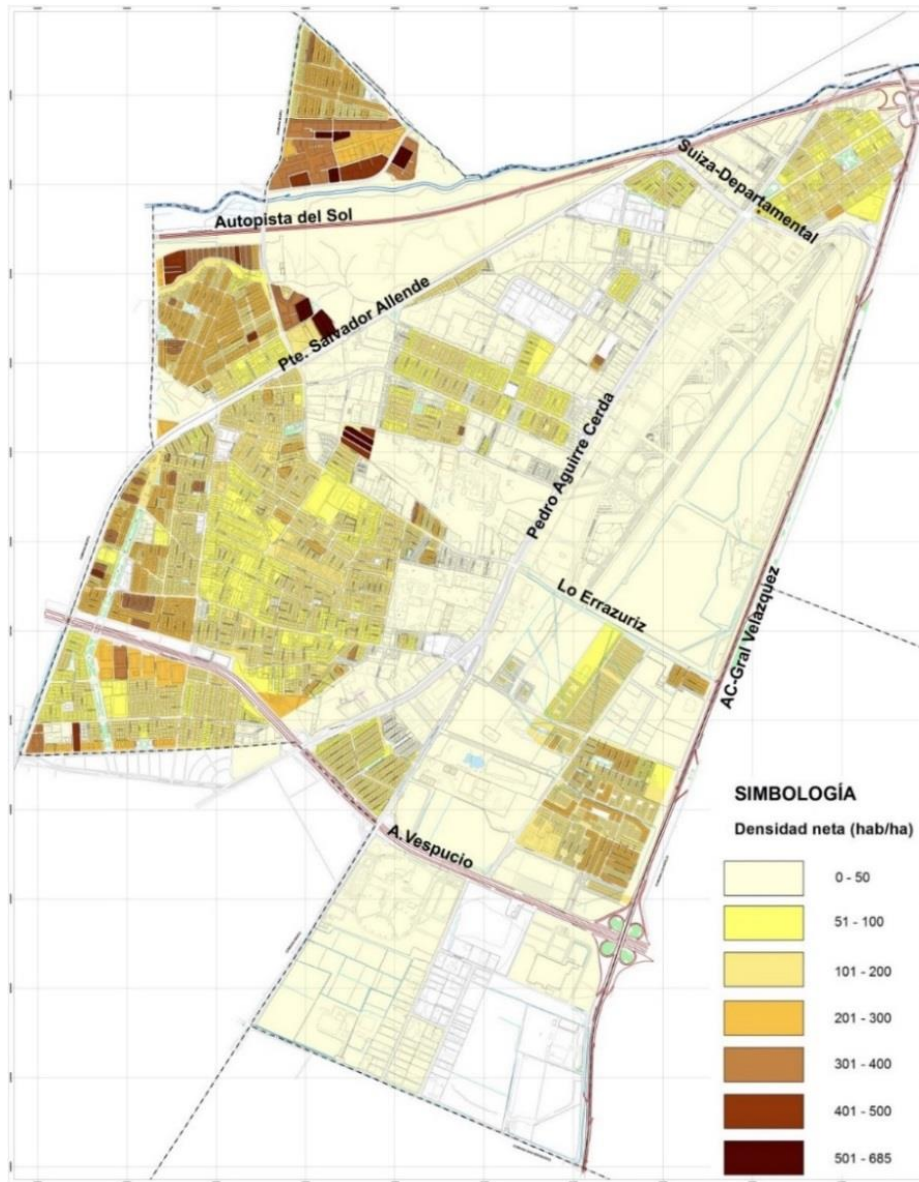 Suiza-Departamental
Autopista del Sol
Pte. Salvador Allende
Pedro Aguirre Cerda
Lo Errazuriz
AC-Gral Velazquez
A.Vespucio
SIMBOLOGÍA
Densidad neta (hab/ha)
0 - 50
51 - 100
101 - 200
201 - 300
301 - 400
401 - 500
501 - 685